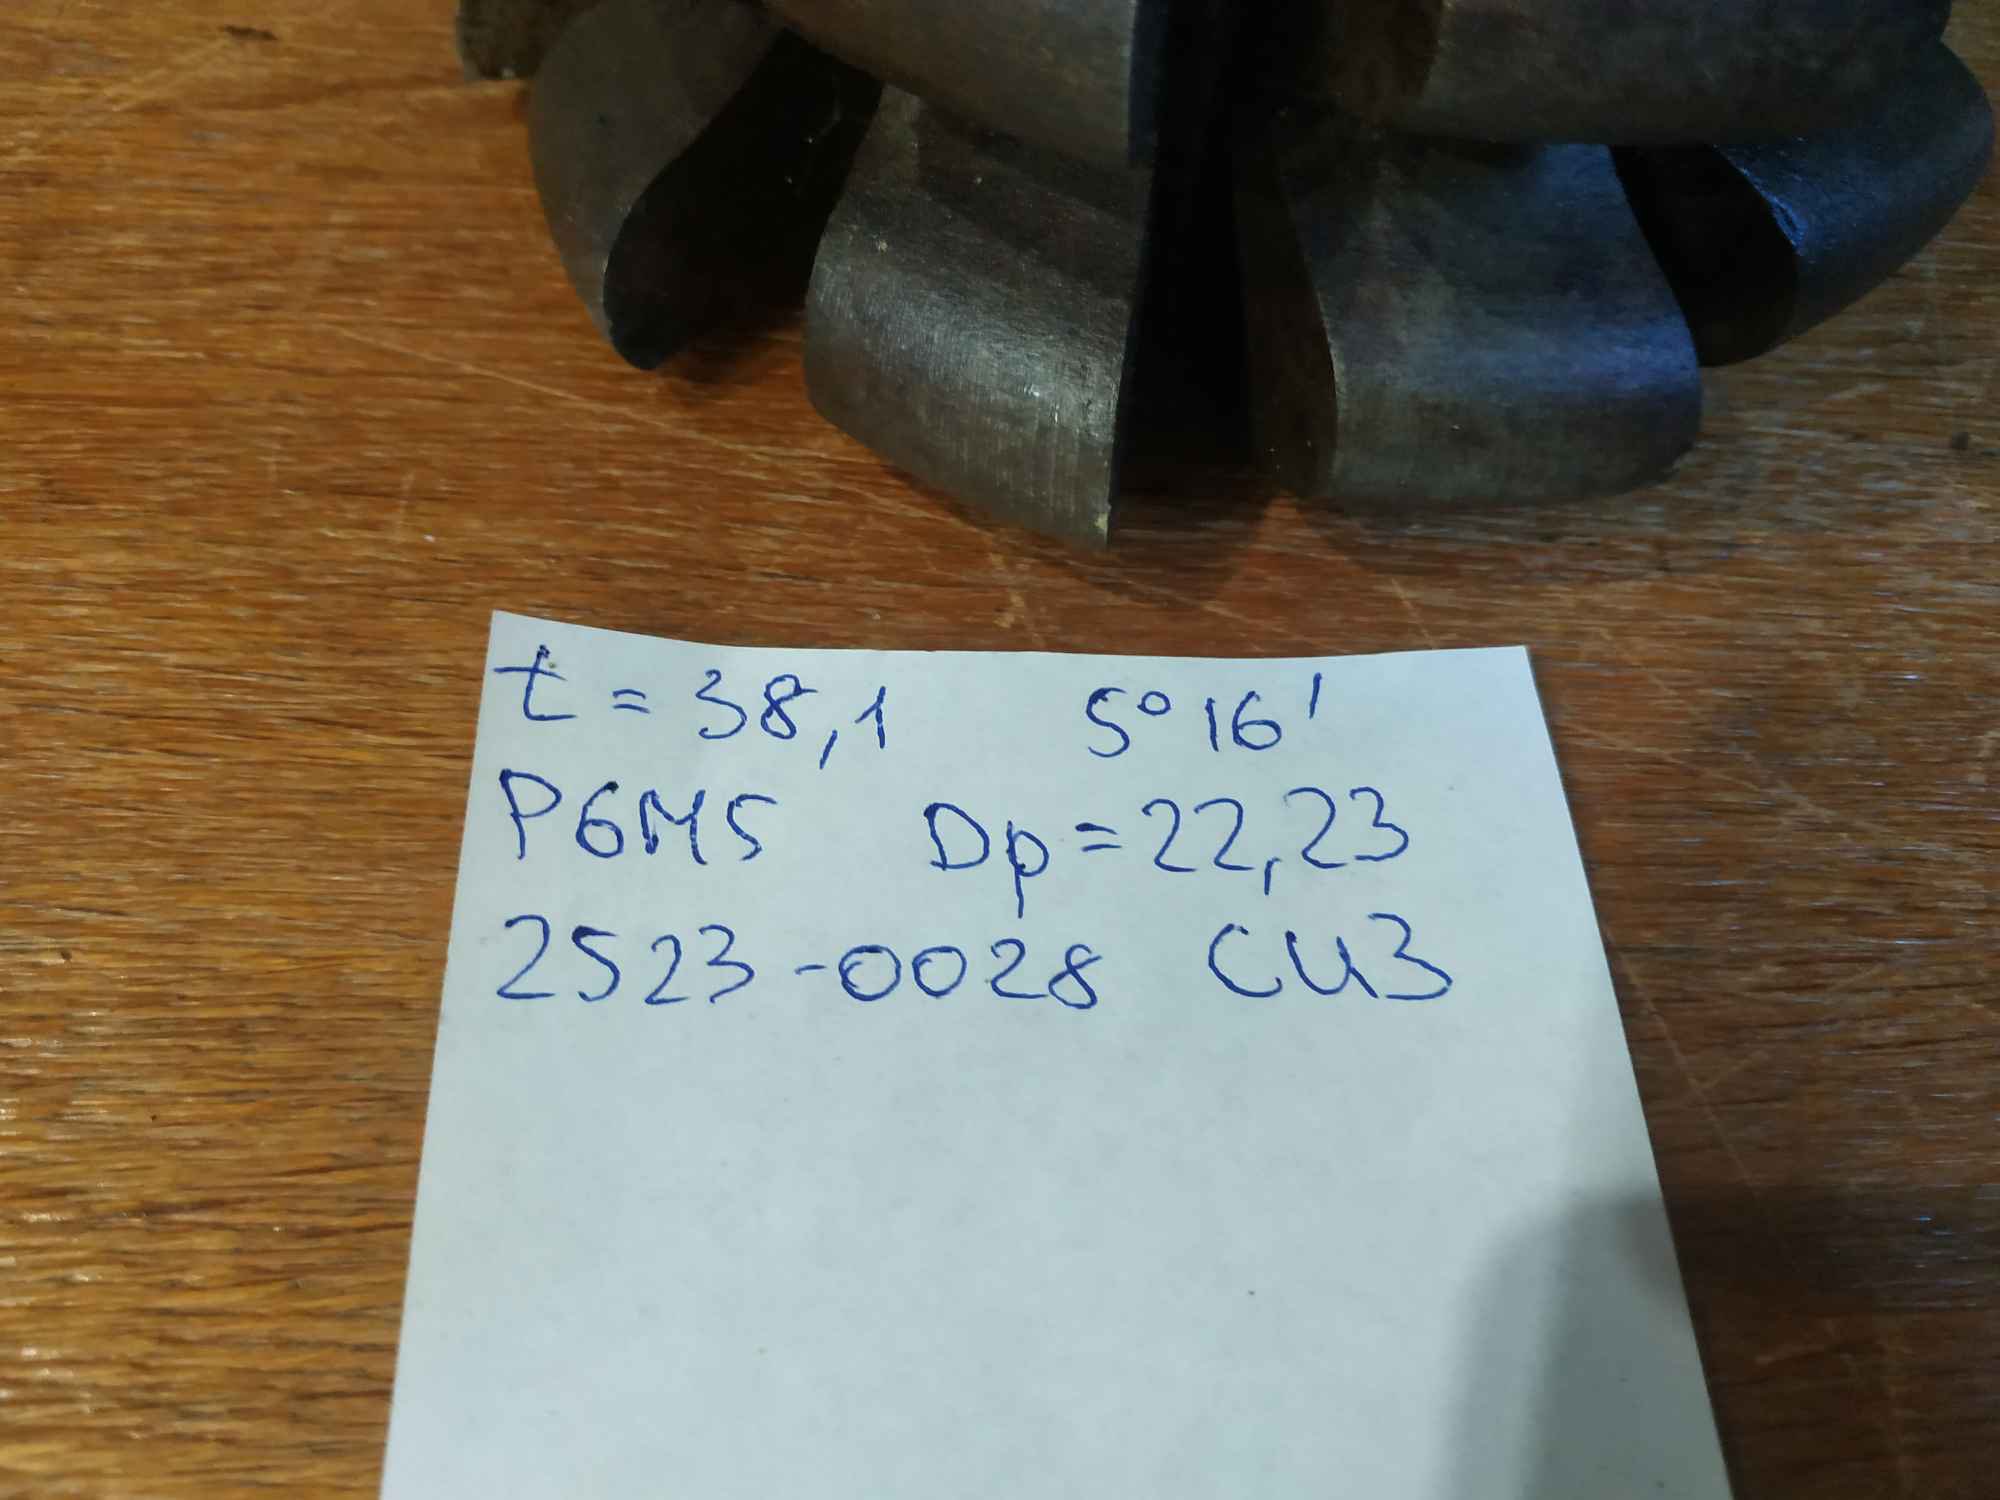 t = 38,1 5° 16'
Р6М5 Dр = 22,23
2523-0028 СИЗ